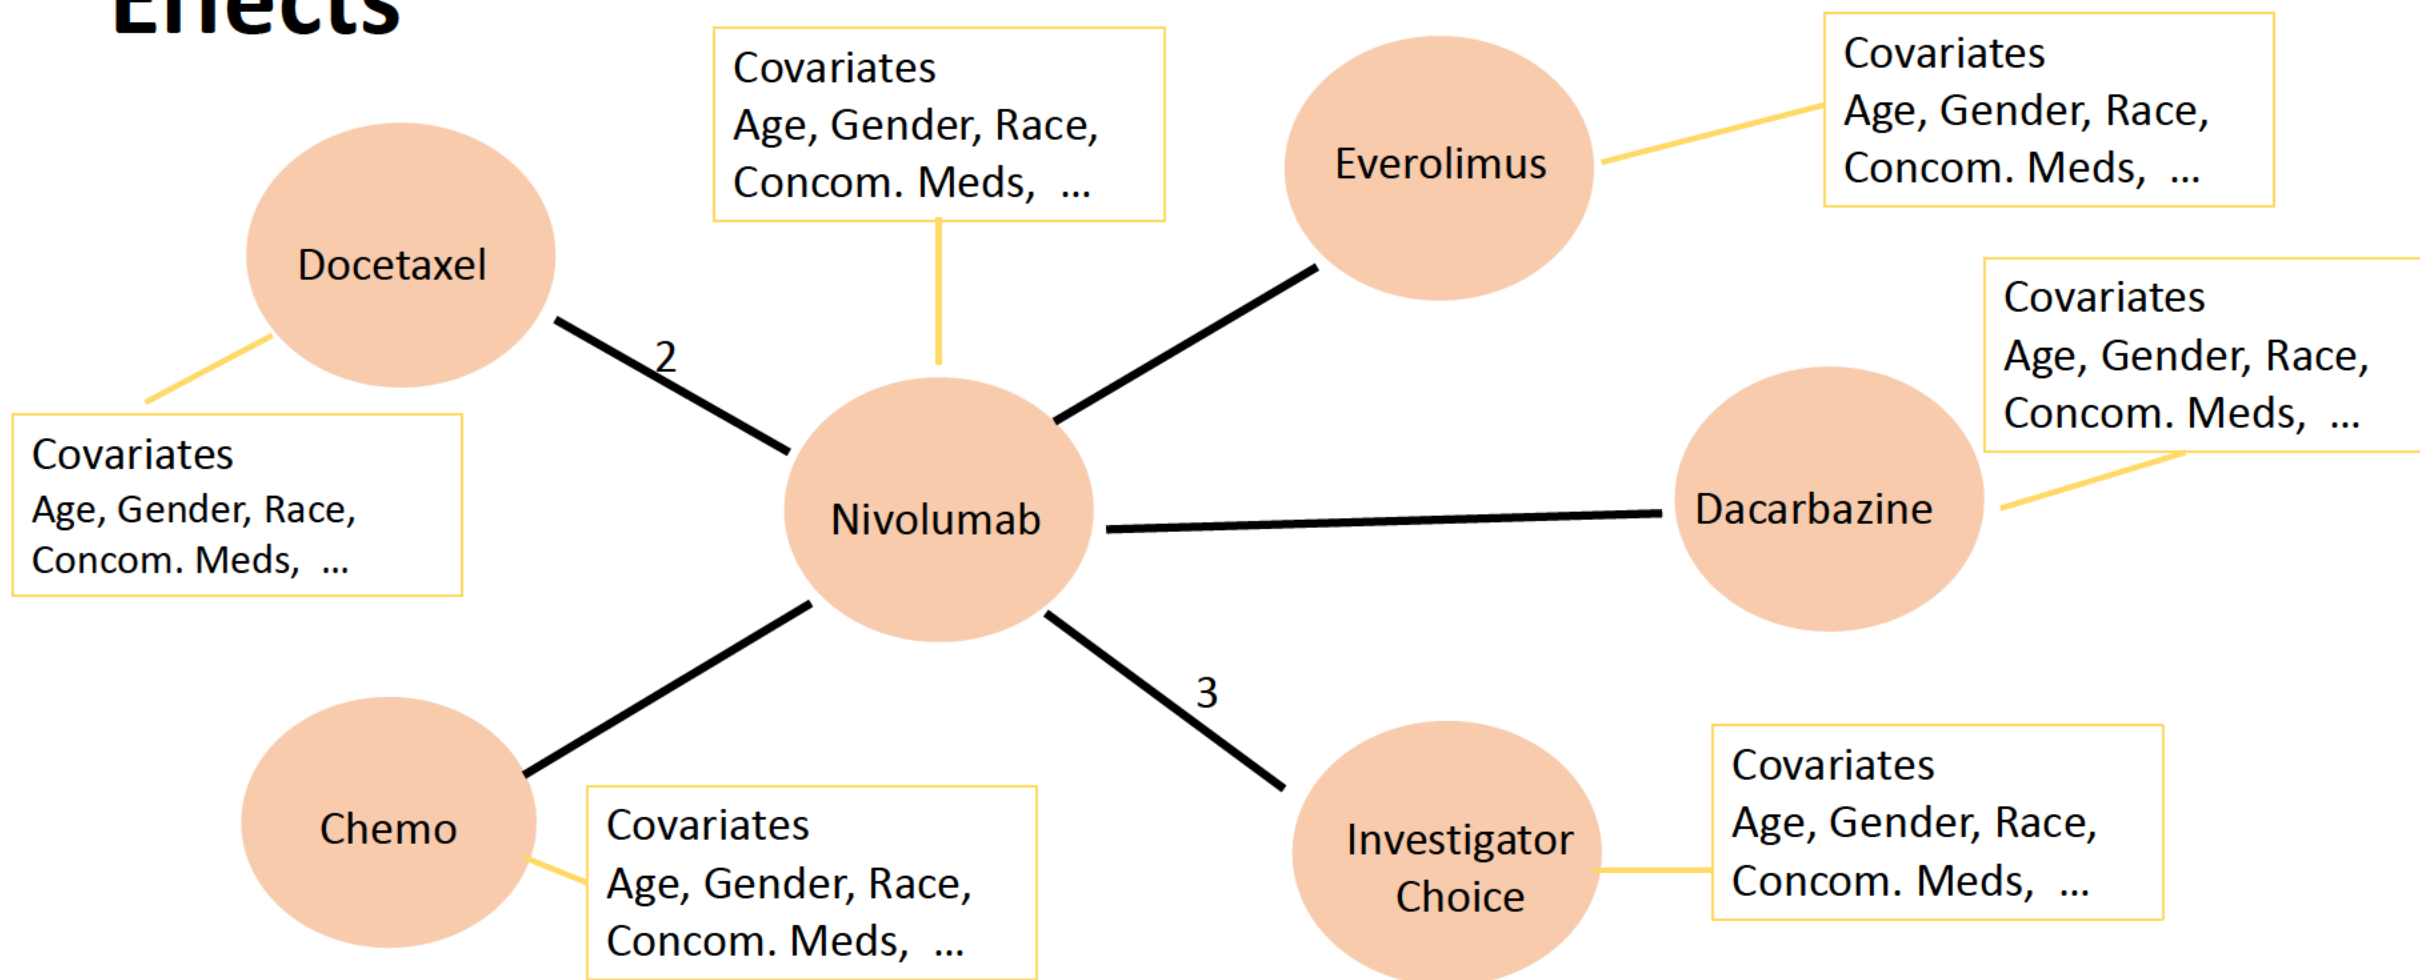 Effects
Covariates
Age, Gender, Race,
Concom. Meds, ...
Covariates
Age, Gender, Race,
Concom. Meds, ...
Everolimus
Docetaxel
Covariates
Age, Gender, Race,
Concom. Meds, ...
2
Covariates
Age, Gender, Race,
Concom. Meds, ...
Nivolumab
Dacarbazine
3
Chemo
Covariates
Age, Gender, Race,
Concom. Meds, ...
Investigator
Choice
Covariates
Age, Gender, Race,
Concom. Meds, ...